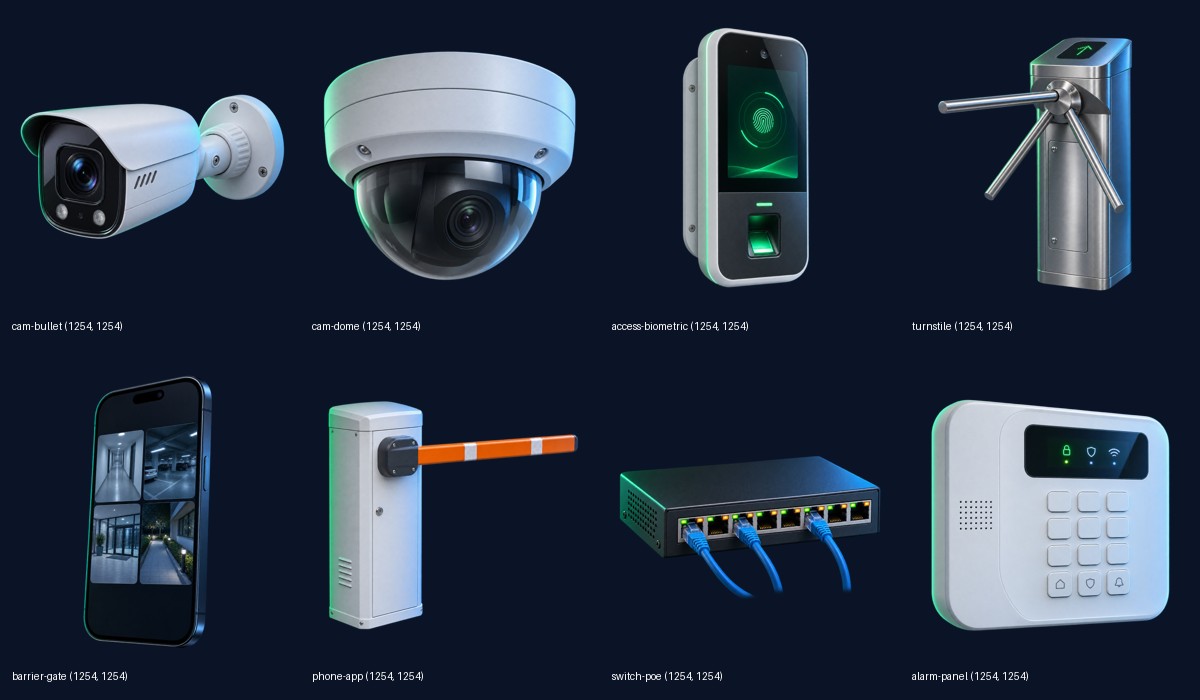 cam-bullet (1254, 1254)
cam-dome (1254, 1254)
access-biometric (1254, 1254)
turnstile (1254, 1254)
barrier-gate (1254, 1254)
phone-app (1254, 1254)
switch-poe (1254, 1254)
alarm-panel (1254, 1254)